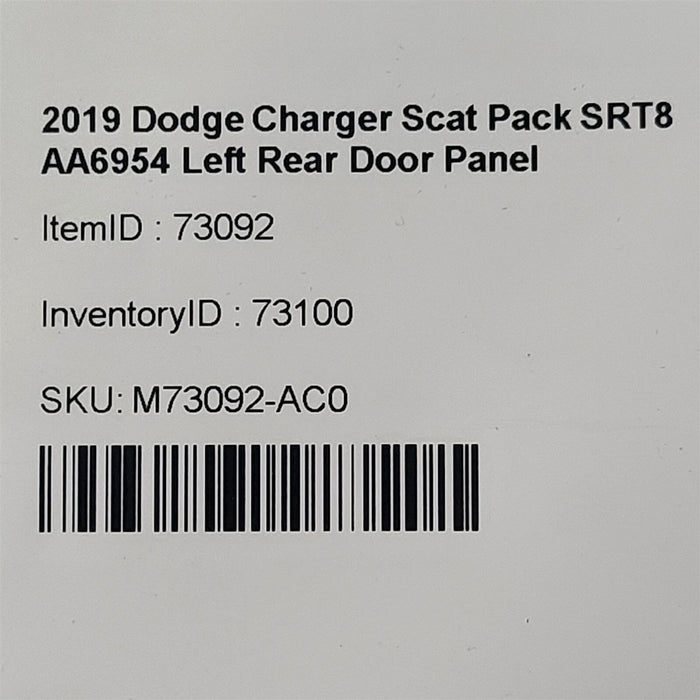 2019 Dodge Charger Scat Pack SRT8
AA6954 Left Rear Door Panel
ItemID : 73092
InventoryID : 73100
SKU: M73092-AC0